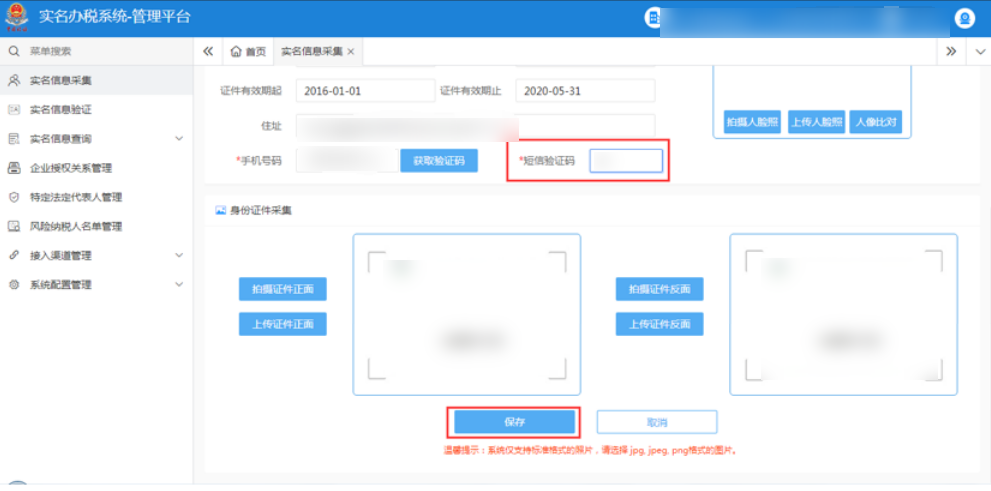 实名办税系统-管理平台
菜单搜索
首页 实名信息采集 ×
实名信息采集
实名信息验证
实名信息查询
企业授权关系管理
特定法定代表人管理
风险纳税人名单管理
接入渠道管理
系统配置管理
证件有效期起 2016-01-01 证件有效期止 2020-05-31
拍摄人脸照 上传人脸照 人像比对
住址
*手机号码 获取验证码 *短信验证码
身份证件采集
拍摄证件正面 拍摄证件反面
上传证件正面 上传证件反面
保存 取消
温馨提示：系统仅支持标准格式的照片，请选择 jpg, jpeg, png格式的图片。